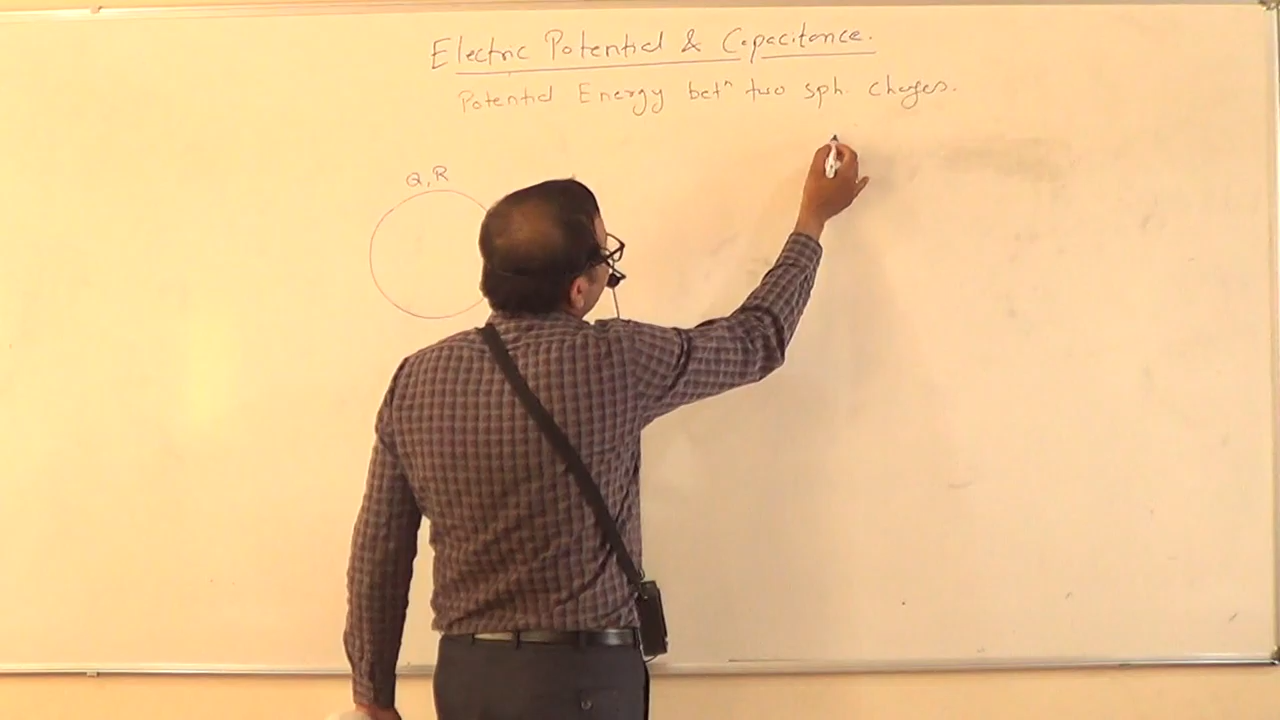 Electric Potential & Capacitance.
Potential Energy betⁿ two sph. charges.
Q, R